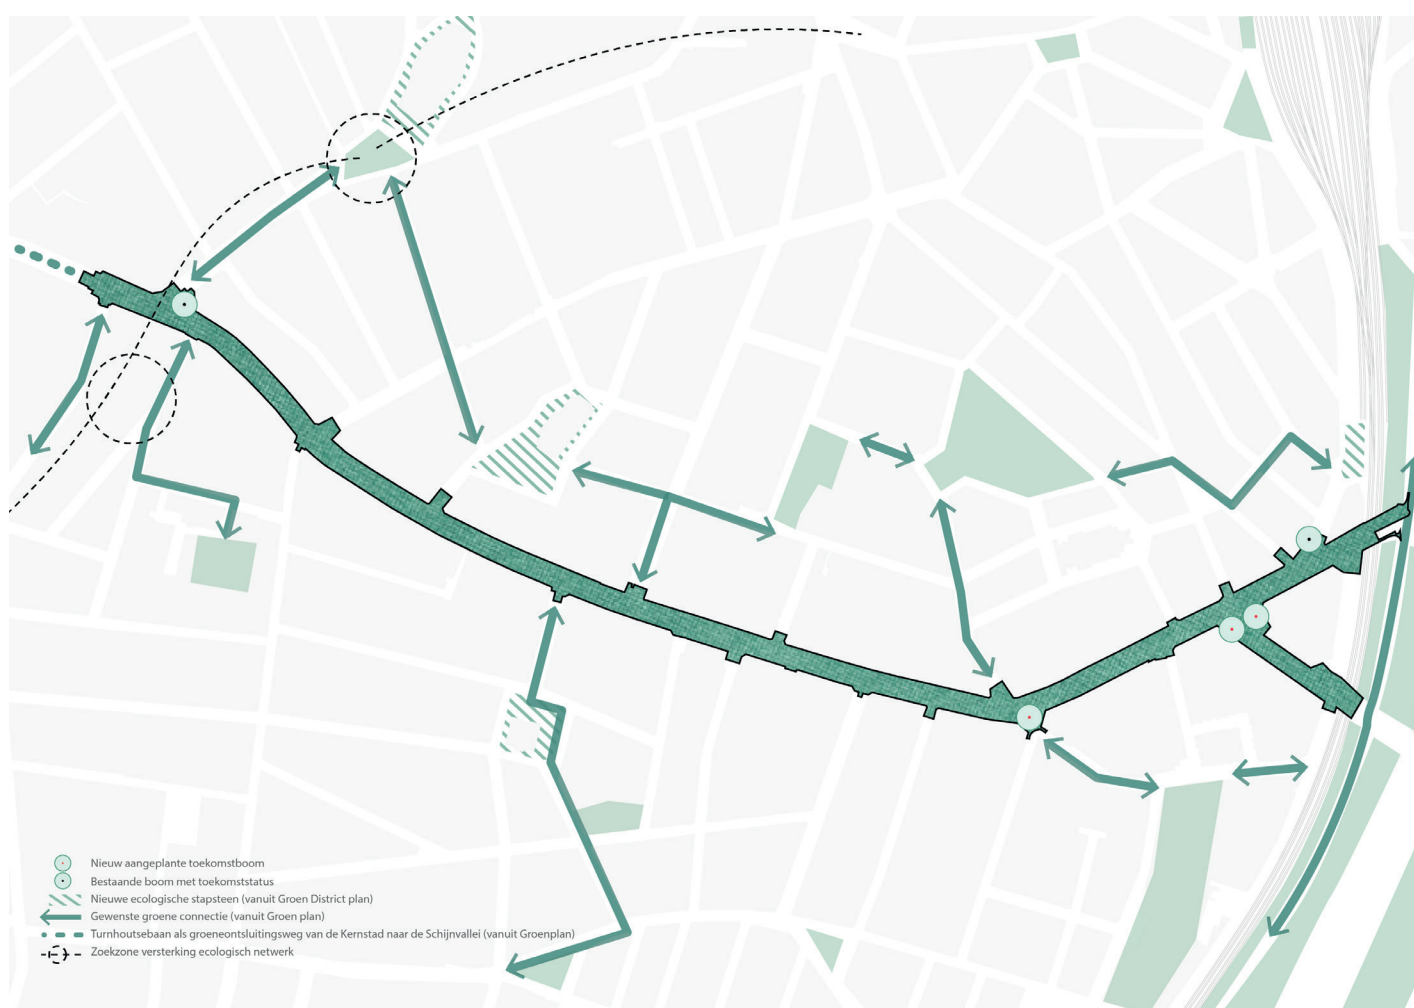 Nieuw aangeplante toekomstboom
Bestaande boom met toekomststatus
Nieuwe ecologische stapsteen (vanuit Groen District plan)
Gewenste groene connectie (vanuit Groen plan)
Turnhoutsebaan als groeneontsluitingsweg van de Kernstad naar de Schijnvallei (vanuit Groenplan)
Zoekzone versterking ecologisch netwerk